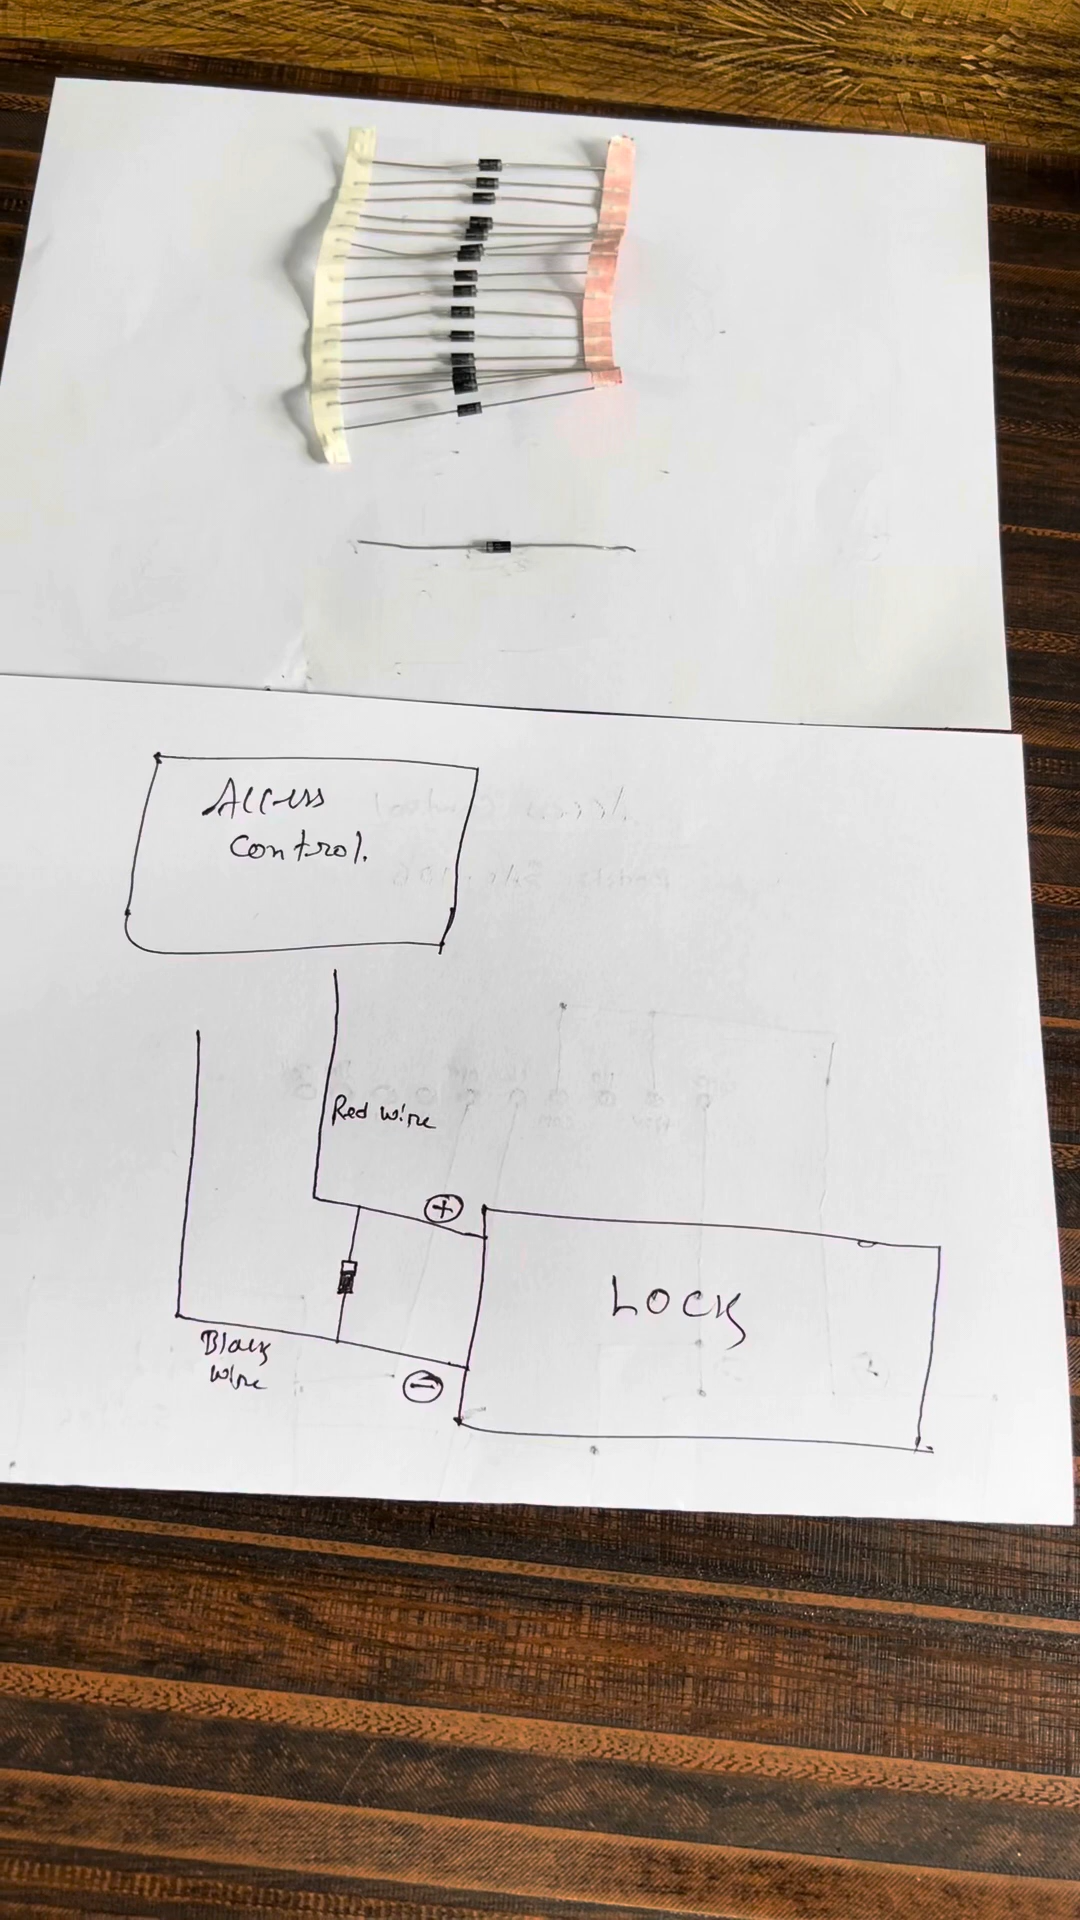 Access
Control.
Red wire
+
LOCK
Black
wire
−